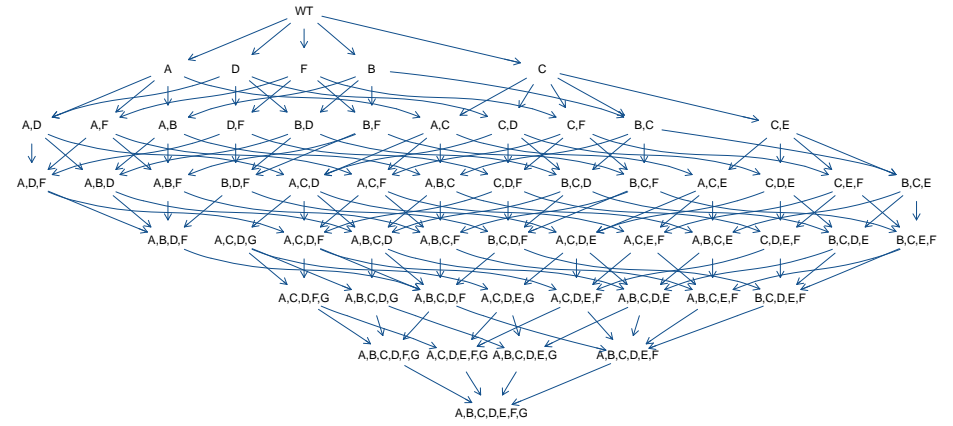 WT
A D F B C
A,D A,F A,B D,F B,D B,F A,C C,D C,F B,C C,E
A,D,F A,B,D A,B,F B,D,F A,C,D A,C,F A,B,C C,D,F B,C,D B,C,F A,C,E C,D,E C,E,F B,C,E
A,B,D,F A,C,D,G A,C,D,F A,B,C,D A,B,C,F B,C,D,F A,C,D,E A,C,E,F A,B,C,E C,D,E,F B,C,D,E B,C,E,F
A,C,D,F,G A,B,C,D,G A,B,C,D,F A,C,D,E,G A,C,D,E,F A,B,C,D,E A,B,C,E,F B,C,D,E,F
A,B,C,D,F,G A,C,D,E,F,G A,B,C,D,E,G A,B,C,D,E,F
A,B,C,D,E,F,G